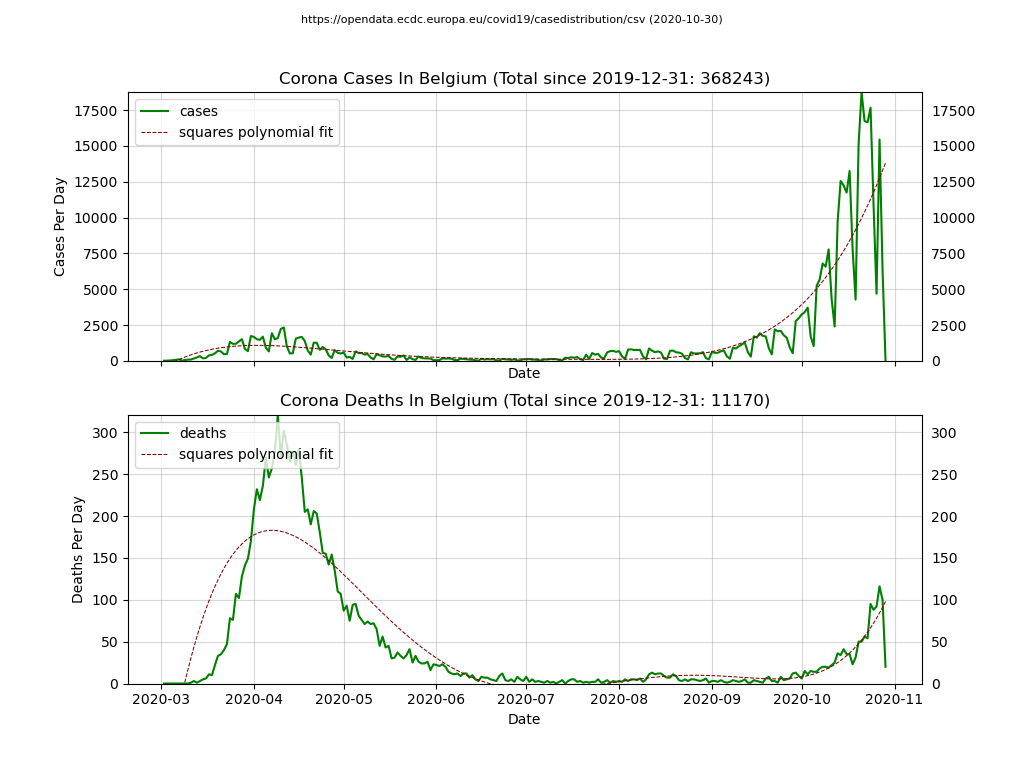 https://opendata.ecdc.europa.eu/covid19/casedistribution/csv (2020-10-30)
Corona Cases In Belgium (Total since 2019-12-31: 368243)
cases
squares polynomial fit
Cases Per Day
17500
15000
12500
10000
7500
5000
2500
0
17500
15000
12500
10000
7500
5000
2500
0
Date
Corona Deaths In Belgium (Total since 2019-12-31: 11170)
deaths
squares polynomial fit
Deaths Per Day
300
250
200
150
100
50
0
300
250
200
150
100
50
0
2020-03 2020-04 2020-05 2020-06 2020-07 2020-08 2020-09 2020-10 2020-11
Date